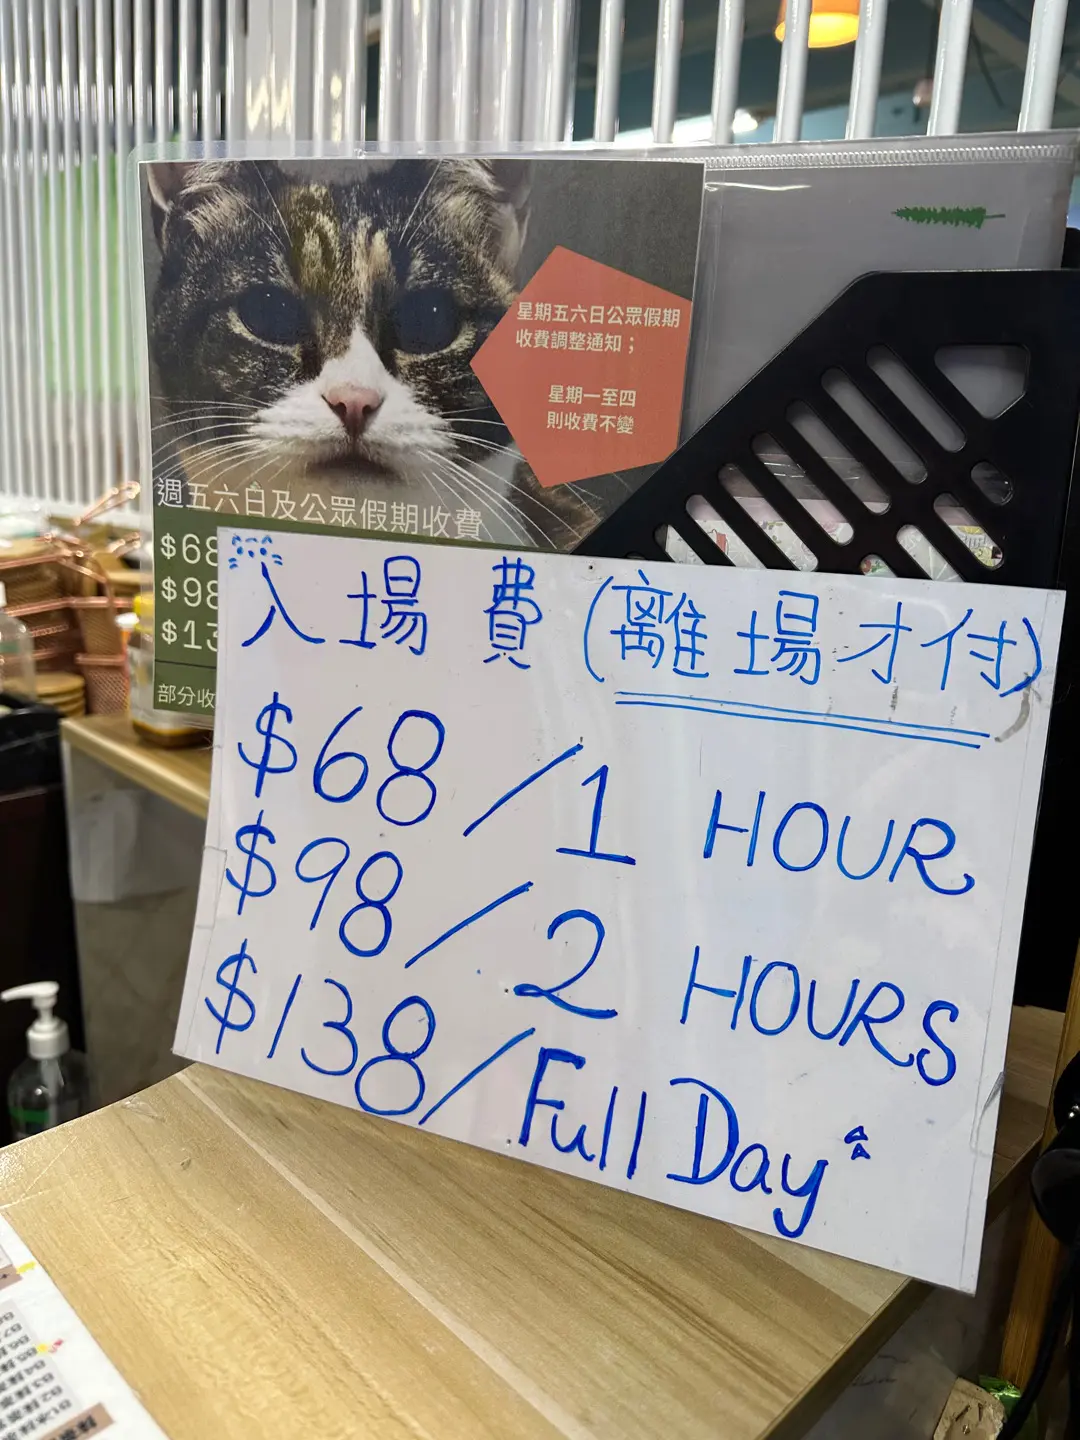 星期五六日公眾假期
收費調整通知；
星期一至四
則收費不變
週五六日及公眾假期收費
$68
$98
$13
部分收
入場費（離場才付）
$68/1 HOUR
$98/2 HOURS
$138/Full Day